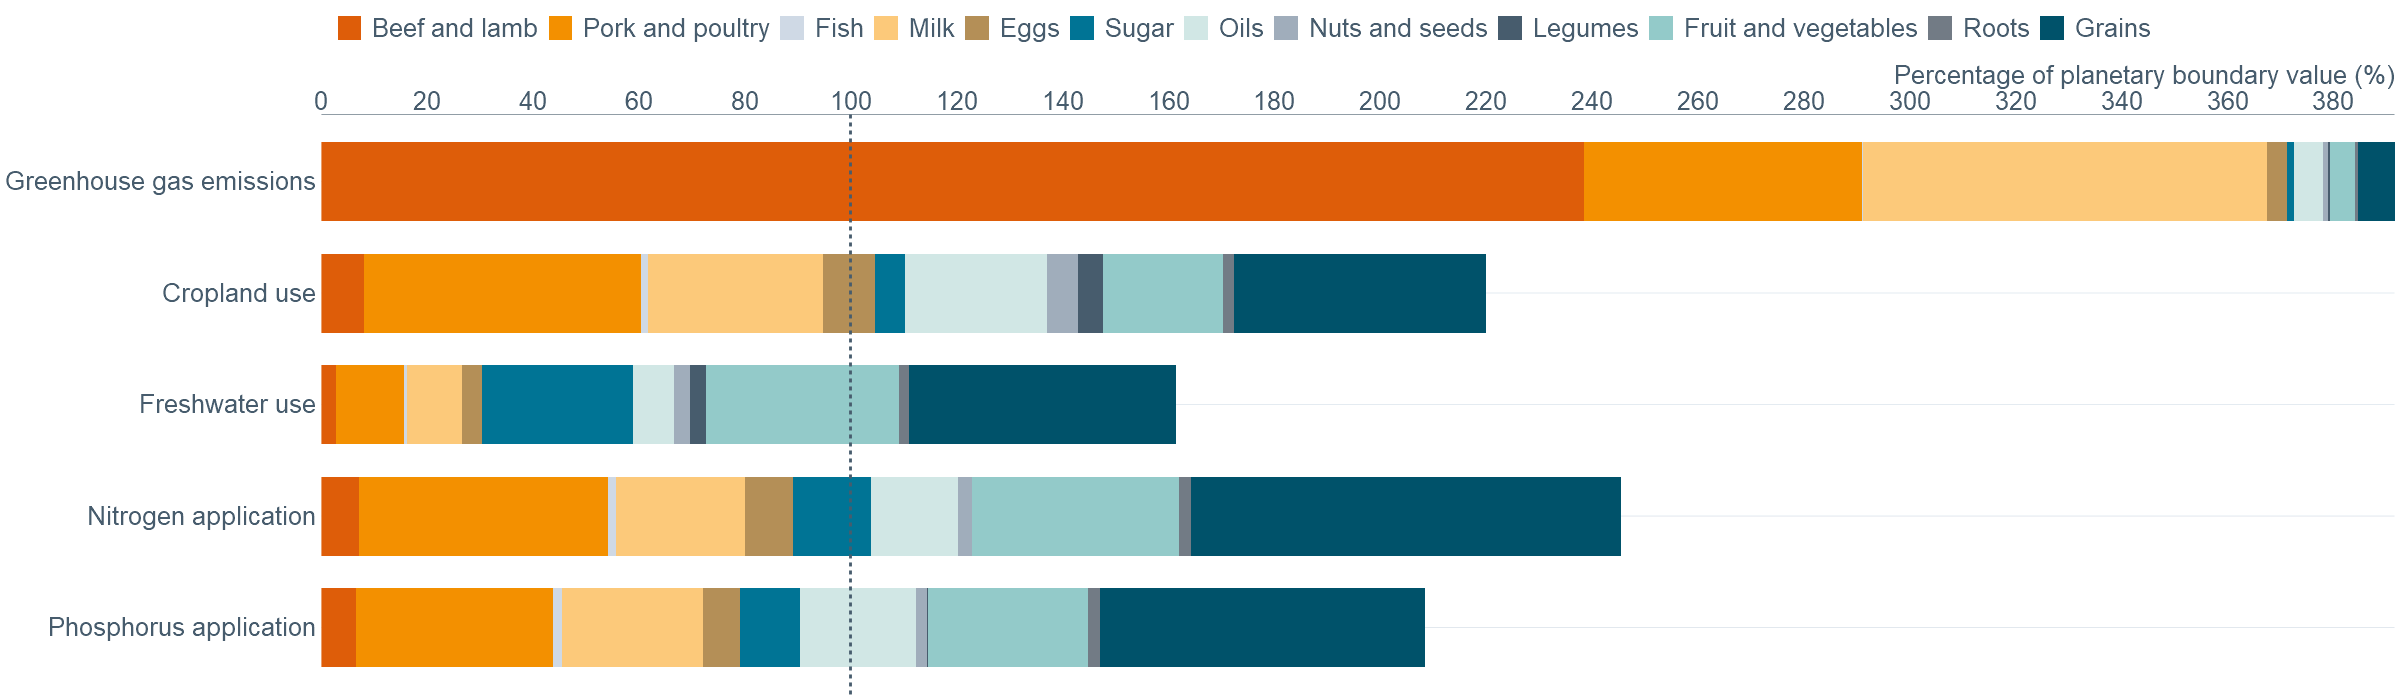 Beef and lamb Pork and poultry Fish Milk Eggs Sugar Oils Nuts and seeds Legumes Fruit and vegetables Roots Grains
Percentage of planetary boundary value (%)
0 20 40 60 80 100 120 140 160 180 200 220 240 260 280 300 320 340 360 380
Greenhouse gas emissions
Cropland use
Freshwater use
Nitrogen application
Phosphorus application